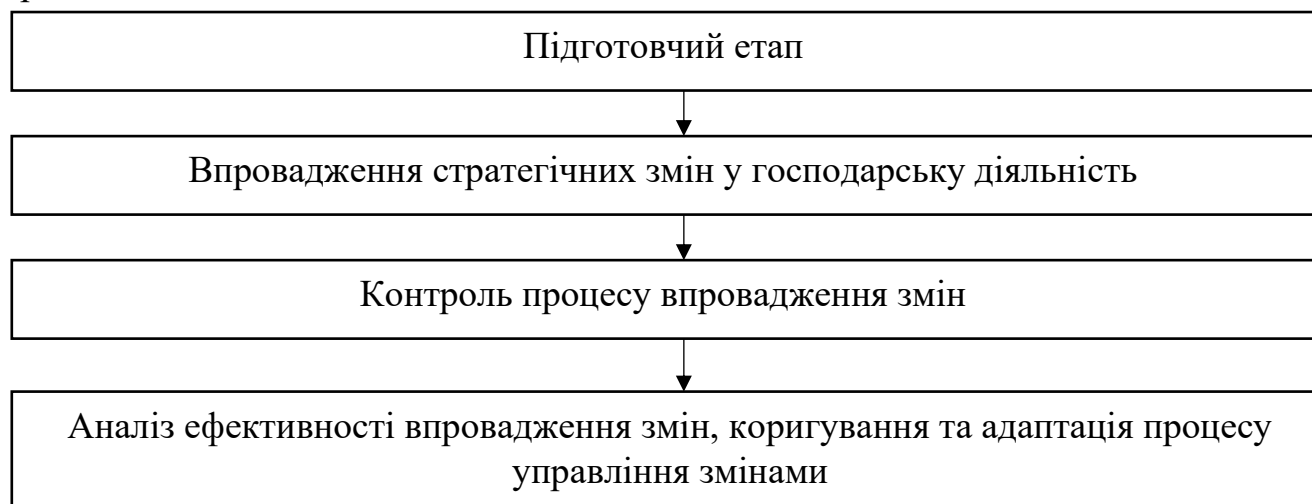 Підготовчий етап
Впровадження стратегічних змін у господарську діяльність
Контроль процесу впровадження змін
Аналіз ефективності впровадження змін, коригування та адаптація процесу
управління змінами